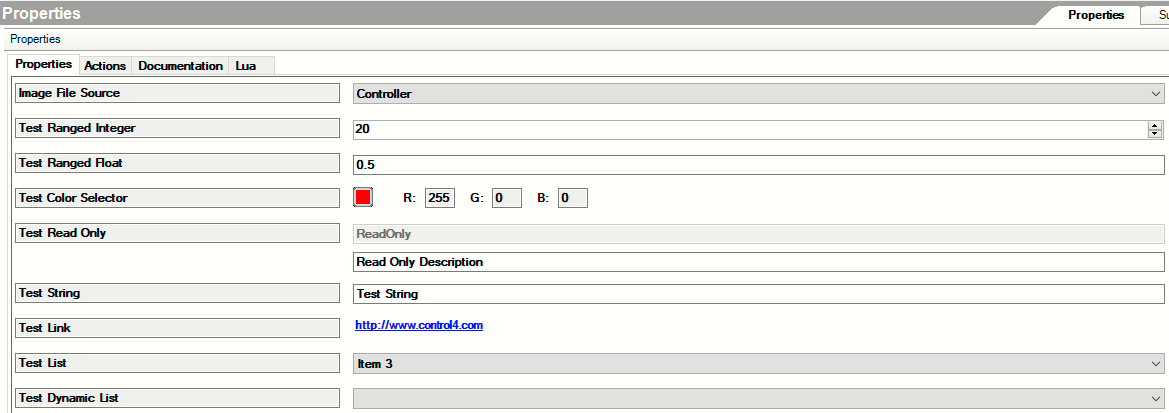 Properties Properties Su
Properties
Properties Actions Documentation Lua
Image File Source Controller
Test Ranged Integer 20
Test Ranged Float 0.5
Test Color Selector R: 255 G: 0 B: 0
Test Read Only ReadOnly
Read Only Description
Test String Test String
Test Link http://www.control4.com
Test List Item 3
Test Dynamic List